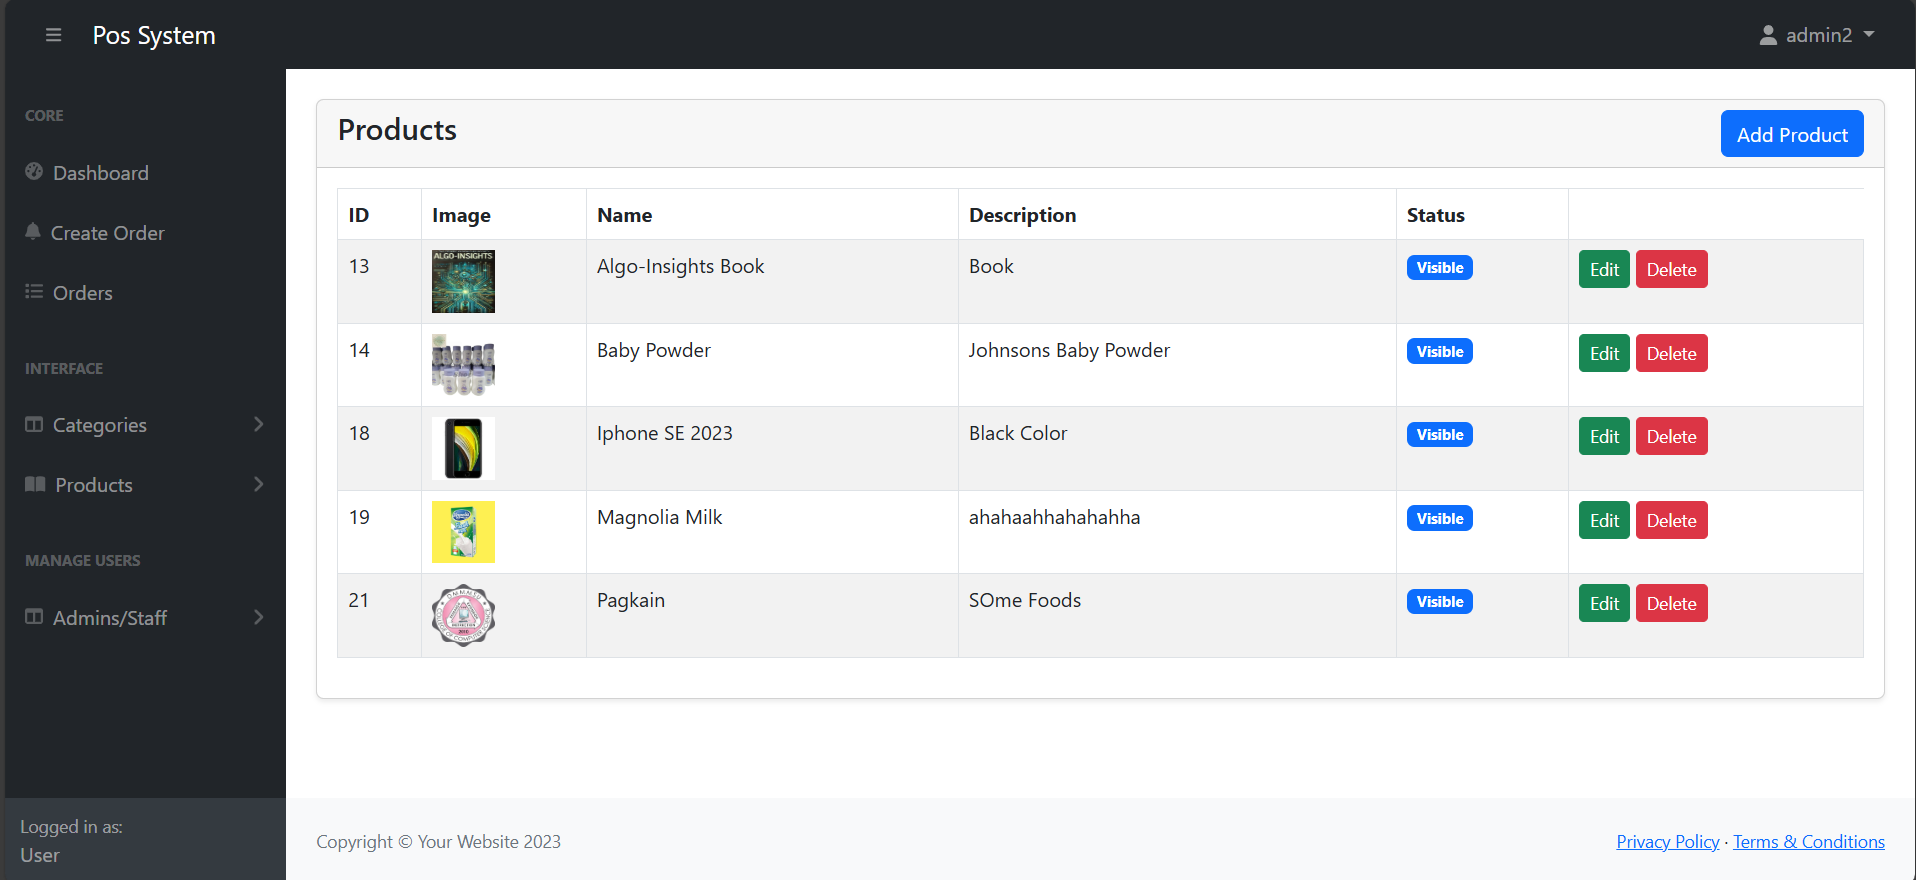 Pos System
admin2
CORE
Dashboard
Create Order
Orders
INTERFACE
Categories
Products
MANAGE USERS
Admins/Staff
Logged in as:
User
Products
Add Product
ID Image Name Description Status
13 ALGO-INSIGHTS Algo-Insights Book Book Visible Edit Delete
14 Baby Powder Johnsons Baby Powder Visible Edit Delete
18 Iphone SE 2023 Black Color Visible Edit Delete
19 Magnolia Milk ahahaahhahahahha Visible Edit Delete
21 Pagkain SOme Foods Visible Edit Delete
Copyright © Your Website 2023
Privacy Policy · Terms & Conditions